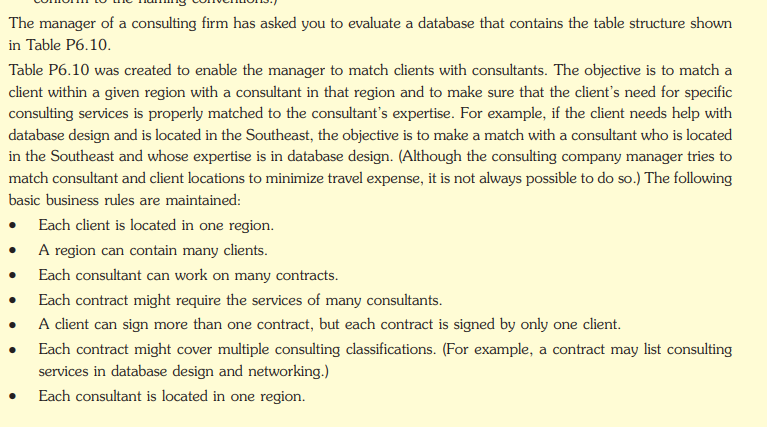 The manager of a consulting firm has asked you to evaluate a database that contains the table structure shown
in Table P6.10.
Table P6.10 was created to enable the manager to match clients with consultants. The objective is to match a
client within a given region with a consultant in that region and to make sure that the client's need for specific
consulting services is properly matched to the consultant's expertise. For example, if the client needs help with
database design and is located in the Southeast, the objective is to make a match with a consultant who is located
in the Southeast and whose expertise is in database design. (Although the consulting company manager tries to
match consultant and client locations to minimize travel expense, it is not always possible to do so.) The following
basic business rules are maintained:
• Each client is located in one region.
• A region can contain many clients.
• Each consultant can work on many contracts.
• Each contract might require the services of many consultants.
• A client can sign more than one contract, but each contract is signed by only one client.
• Each contract might cover multiple consulting classifications. (For example, a contract may list consulting
services in database design and networking.)
• Each consultant is located in one region.